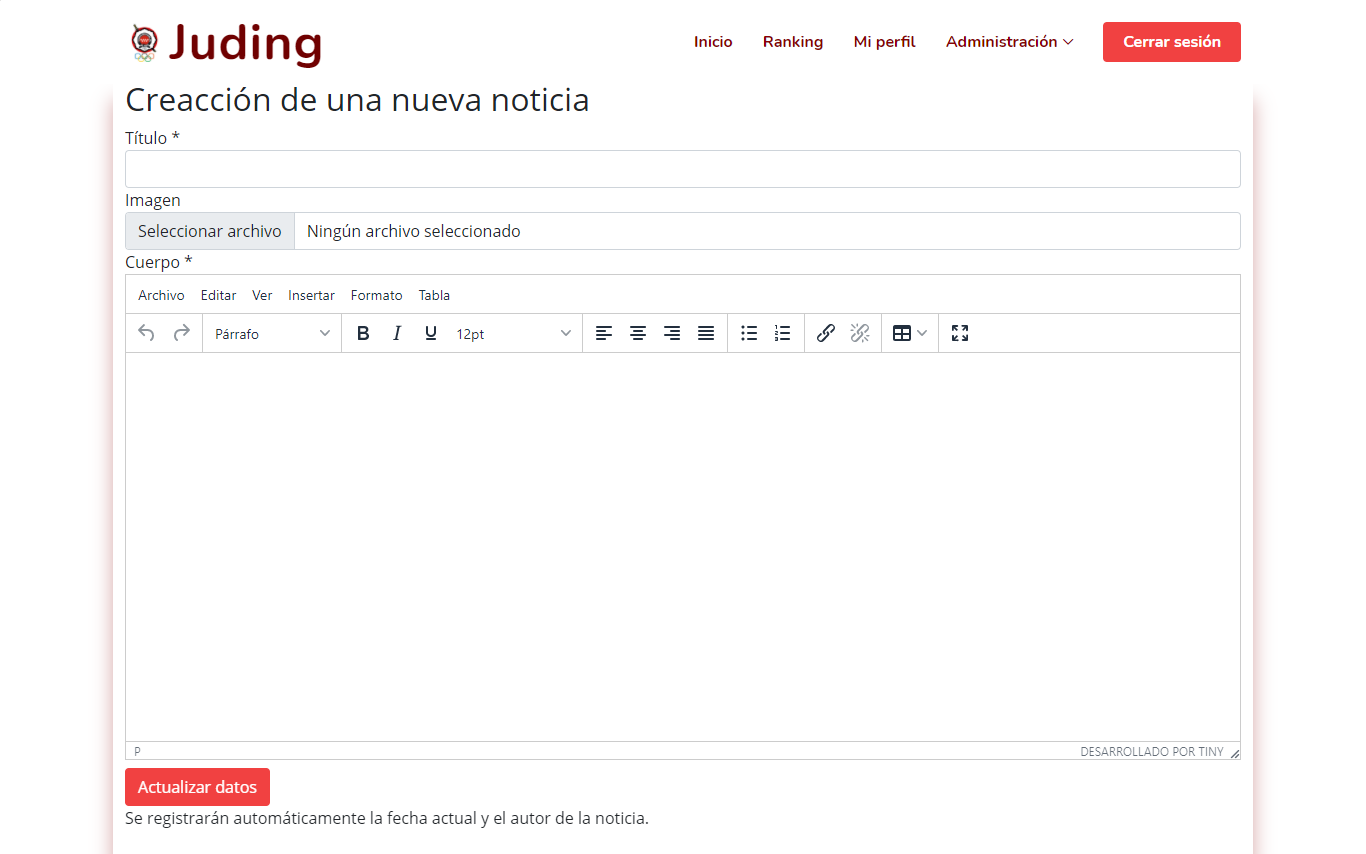 Juding
Inicio Ranking Mi perfil Administración Cerrar sesión
Creacción de una nueva noticia
Título *
Imagen
Seleccionar archivo Ningún archivo seleccionado
Cuerpo *
Archivo Editar Ver Insertar Formato Tabla
Párrafo B I U 12pt
P DESARROLLADO POR TINY
Actualizar datos
Se registrarán automáticamente la fecha actual y el autor de la noticia.